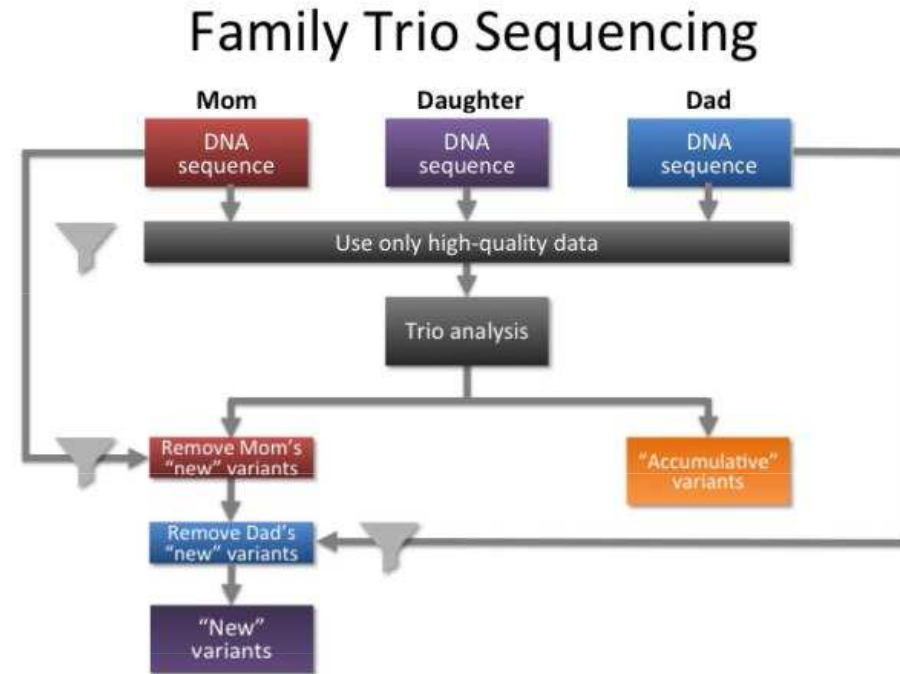 Family Trio Sequencing
Mom
Daughter
Dad
DNA
sequence
DNA
sequence
DNA
sequence
Use only high-quality data
Trio analysis
Remove Mom's
"new" variants
"Accumulative"
variants
Remove Dad's
"new" variants
"New"
variants